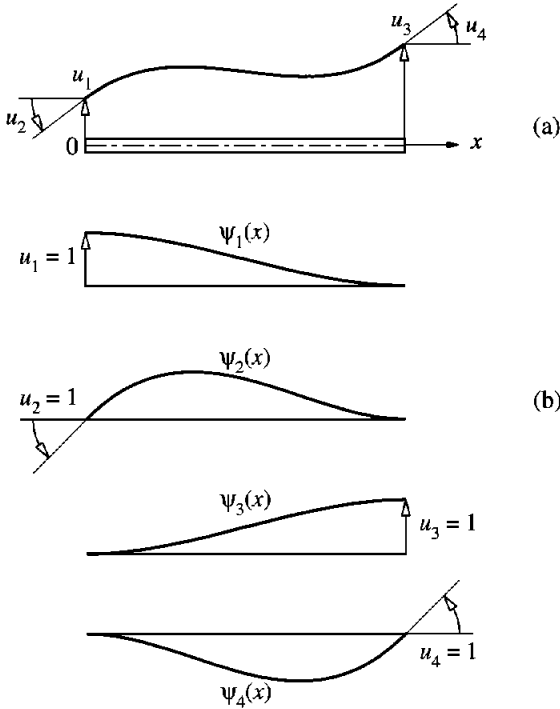 u3
u4
u1
u2
0
x
(a)
ψ1(x)
u1 = 1
ψ2(x)
u2 = 1
(b)
ψ3(x)
u3 = 1
u4 = 1
ψ4(x)